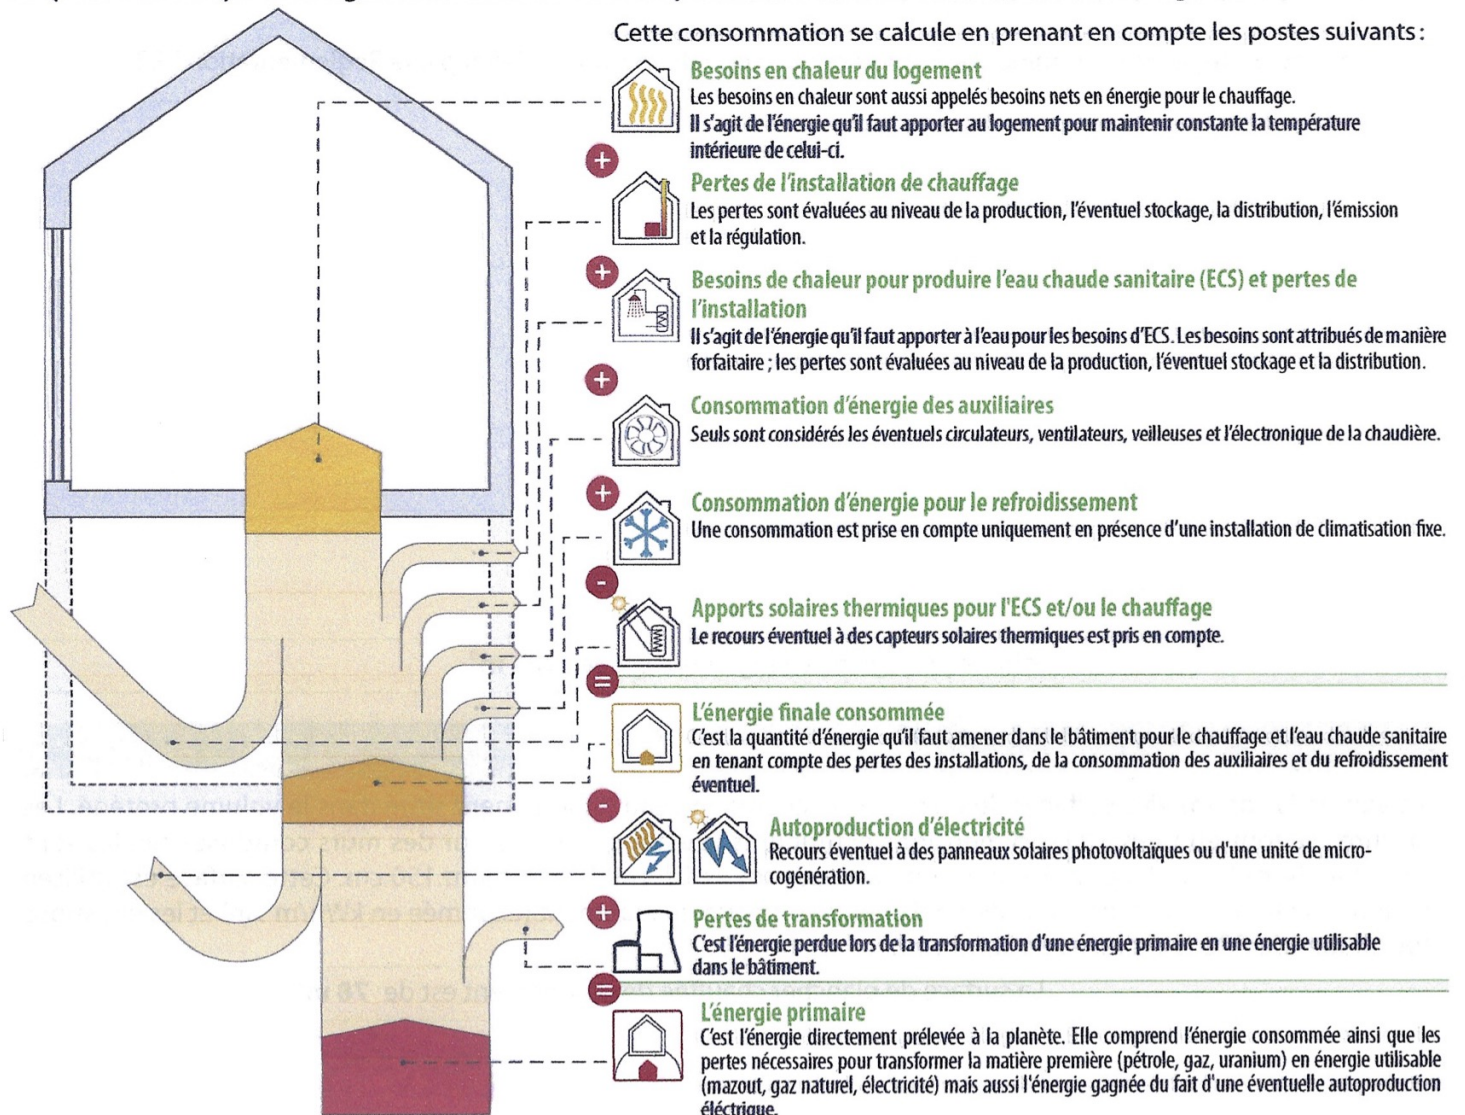 Cette consommation se calcule en prenant en compte les postes suivants :
Besoins en chaleur du logement
Les besoins en chaleur sont aussi appelés besoins nets en énergie pour le chauffage.
Il s'agit de l'énergie qu'il faut apporter au logement pour maintenir constante la température
intérieure de celui-ci.
+
Pertes de l'installation de chauffage
Les pertes sont évaluées au niveau de la production, l'éventuel stockage, la distribution, l'émission
et la régulation.
+
Besoins de chaleur pour produire l'eau chaude sanitaire (ECS) et pertes de
l'installation
Il s'agit de l'énergie qu'il faut apporter à l'eau pour les besoins d'ECS. Les besoins sont attribués de manière
forfaitaire ; les pertes sont évaluées au niveau de la production, l'éventuel stockage et la distribution.
+
Consommation d'énergie des auxiliaires
Seuls sont considérés les éventuels circulateurs, ventilateurs, veilleuses et l'électronique de la chaudière.
+
Consommation d'énergie pour le refroidissement
Une consommation est prise en compte uniquement en présence d'une installation de climatisation fixe.
-
Apports solaires thermiques pour l'ECS et/ou le chauffage
Le recours éventuel à des capteurs solaires thermiques est pris en compte.
=
L'énergie finale consommée
C'est la quantité d'énergie qu'il faut amener dans le bâtiment pour le chauffage et l'eau chaude sanitaire
en tenant compte des pertes des installations, de la consommation des auxiliaires et du refroidissement
éventuel.
-
Autoproduction d'électricité
Recours éventuel à des panneaux solaires photovoltaïques ou d'une unité de micro-
cogénération.
+
Pertes de transformation
C'est l'énergie perdue lors de la transformation d'une énergie primaire en une énergie utilisable
dans le bâtiment.
=
L'énergie primaire
C'est l'énergie directement prélevée à la planète. Elle comprend l'énergie consommée ainsi que les
pertes nécessaires pour transformer la matière première (pétrole, gaz, uranium) en énergie utilisable
(mazout, gaz naturel, électricité) mais aussi l'énergie gagnée du fait d'une éventuelle autoproduction
éléctrique.